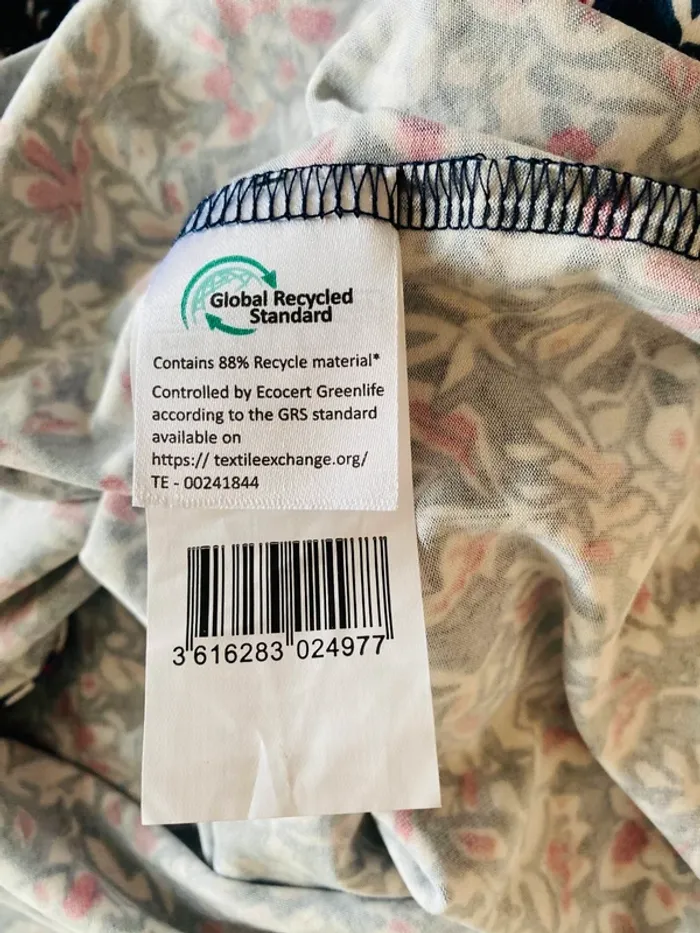 Global Recycled
Standard
Contains 88% Recycle material*
Controlled by Ecocert Greenlife
according to the GRS standard
available on
https:// textileexchange.org/
TE - 00241844
3 616283 024977